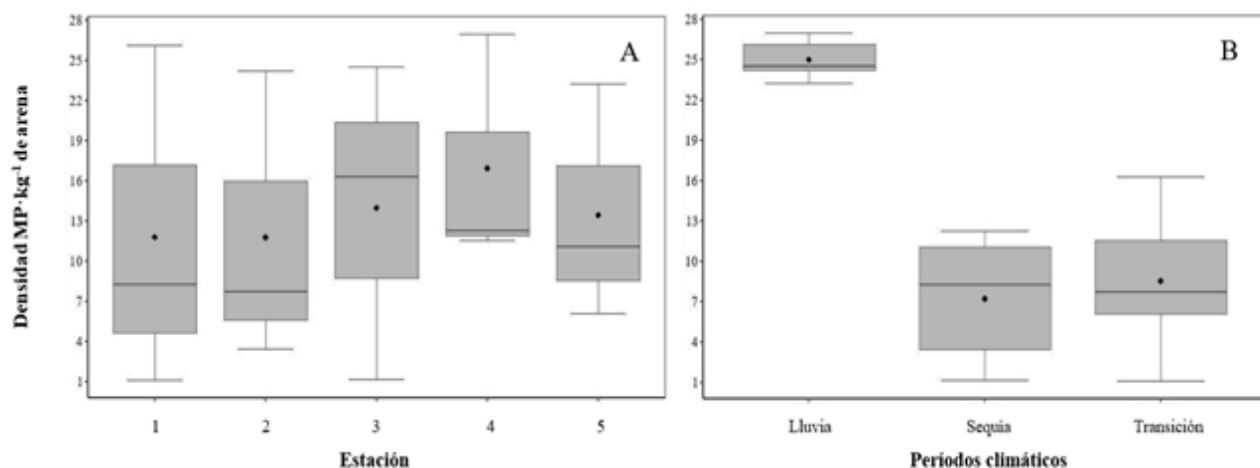 Densidad MP·kg⁻¹ de arena
28
25
22
19
16
13
10
7
4
1
A
1 2 3 4 5
Estación
28
25
22
19
16
13
10
7
4
1
B
Lluvia Sequía Transición
Períodos climáticos